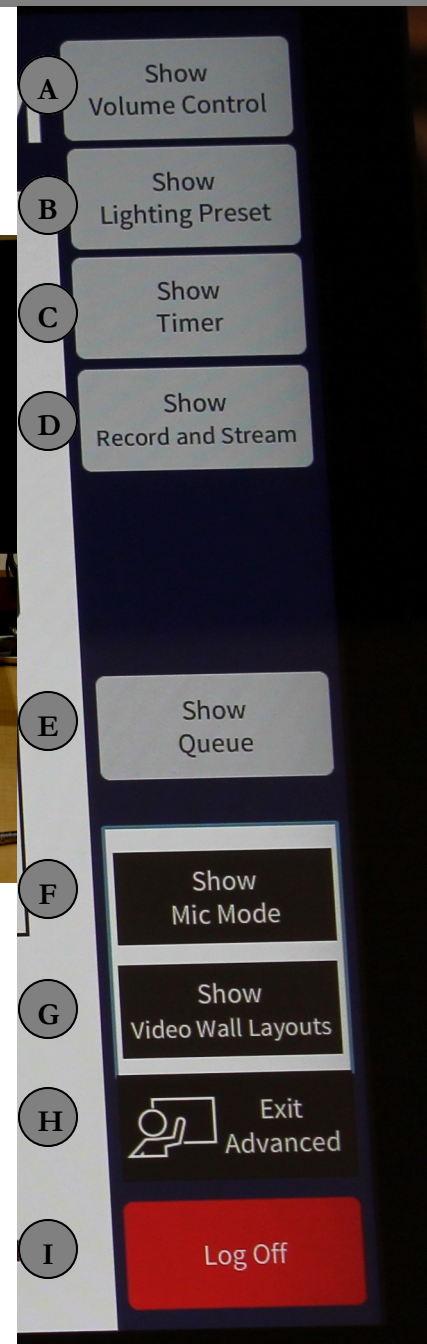 A
Show
Volume Control
B
Show
Lighting Preset
C
Show
Timer
D
Show
Record and Stream
E
Show
Queue
F
Show
Mic Mode
G
Show
Video Wall Layouts
H
Exit
Advanced
I
Log Off